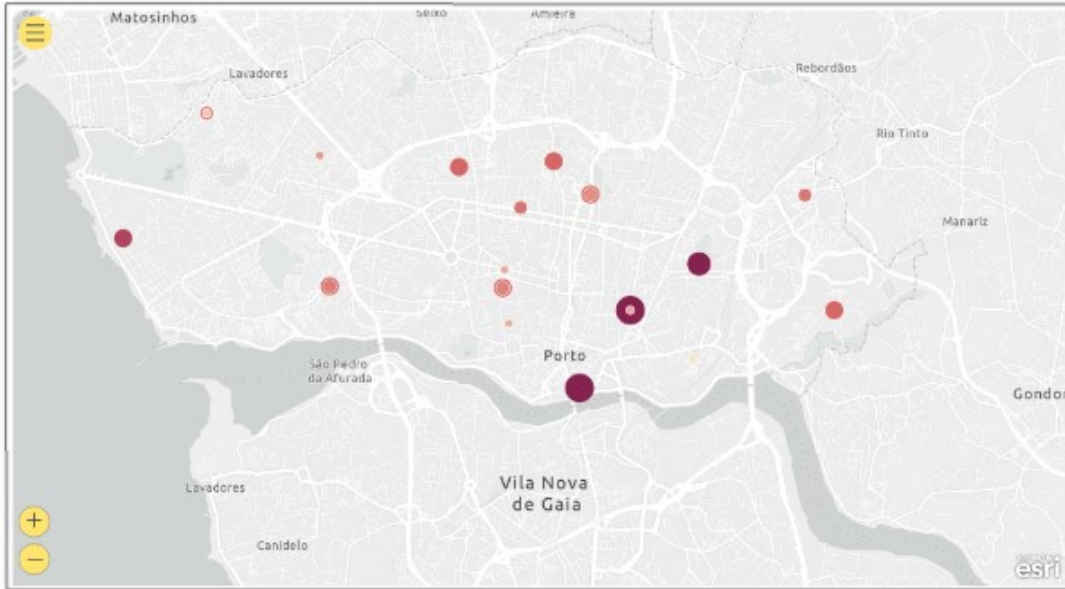 Matosinhos
Seixo
Amieira
Lavadores
Rebordãos
Rio Tinto
Manariz
Porto
São Pedro
da Afurada
Gondor
Vila Nova
de Gaia
Lavadores
Canidelo
+
−
esri